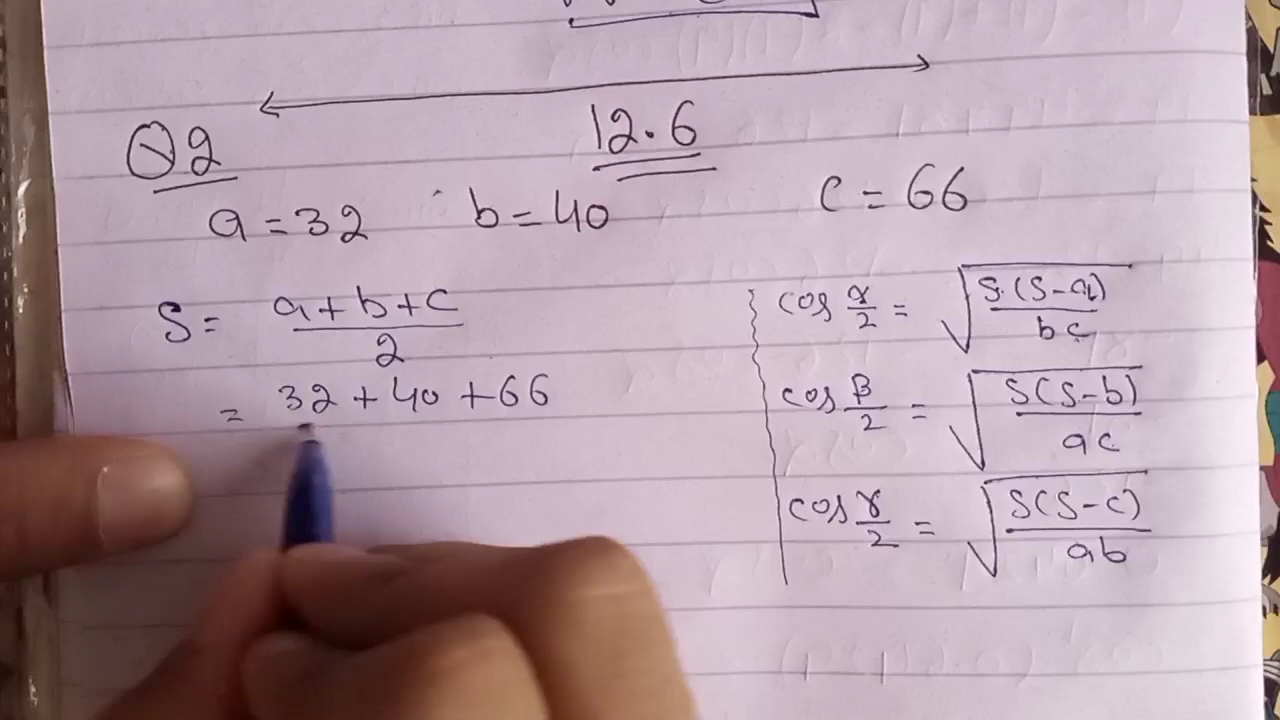 12.6
Q2
a = 32 b = 40 c = 66
S = a + b + c / 2
= 32 + 40 + 66
cos α/2 = √(S.(S-a)/bc)
cos β/2 = √(S(S-b)/ac)
cos γ/2 = √(S(S-c)/ab)